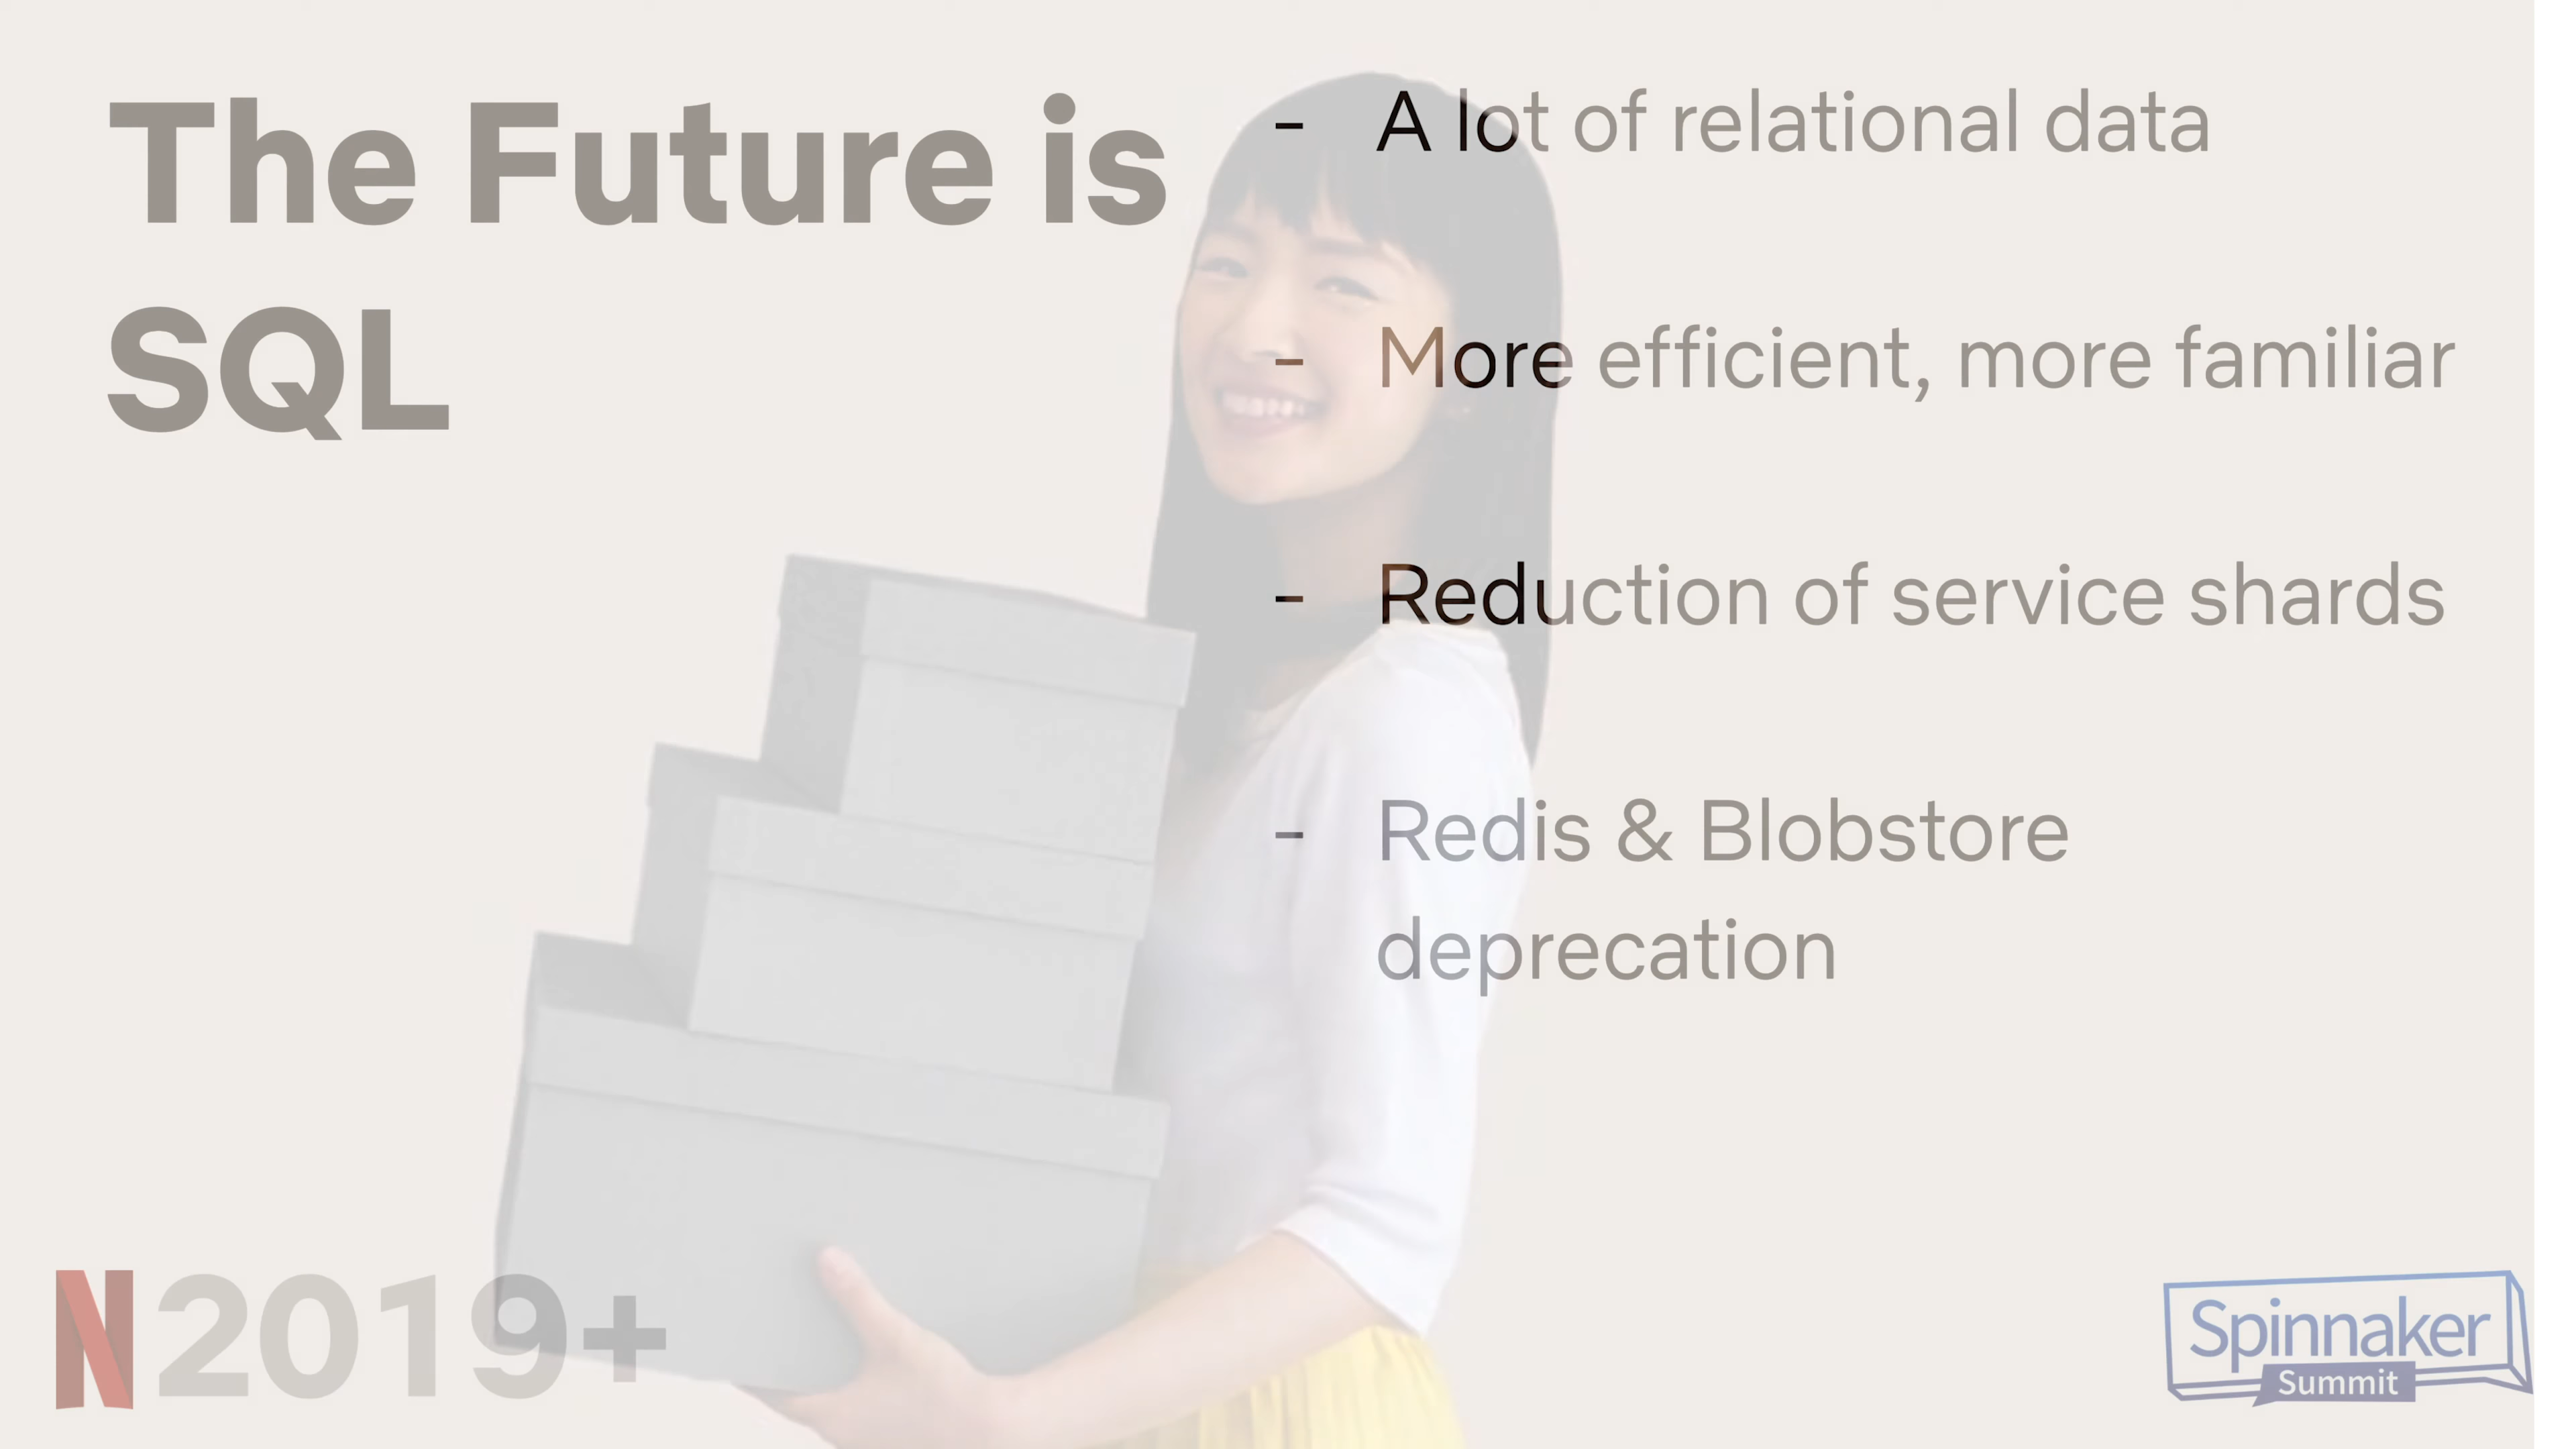 The Future is
SQL
- A lot of relational data
- More efficient, more familiar
- Reduction of service shards
- Redis & Blobstore
deprecation
N 2019+
Spinnaker
Summit